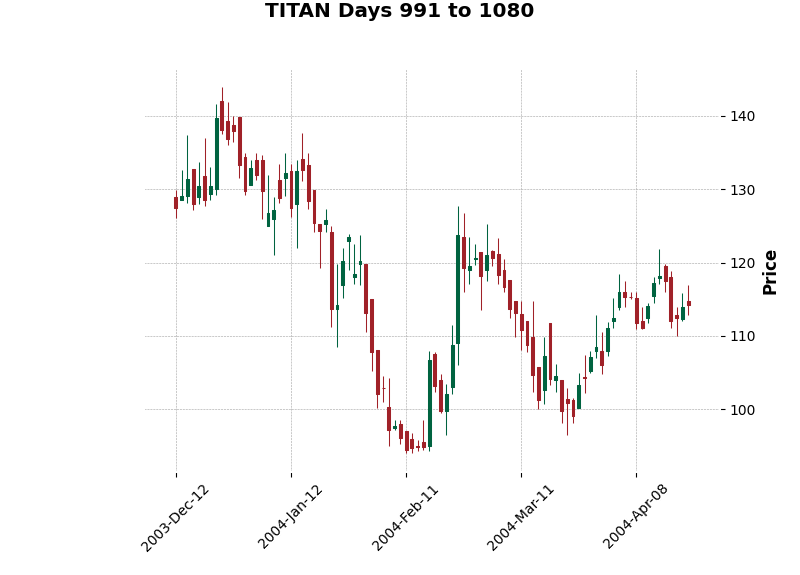 TITAN Days 991 to 1080
140
130
120
110
100
Price
2003-Dec-12
2004-Jan-12
2004-Feb-11
2004-Mar-11
2004-Apr-08